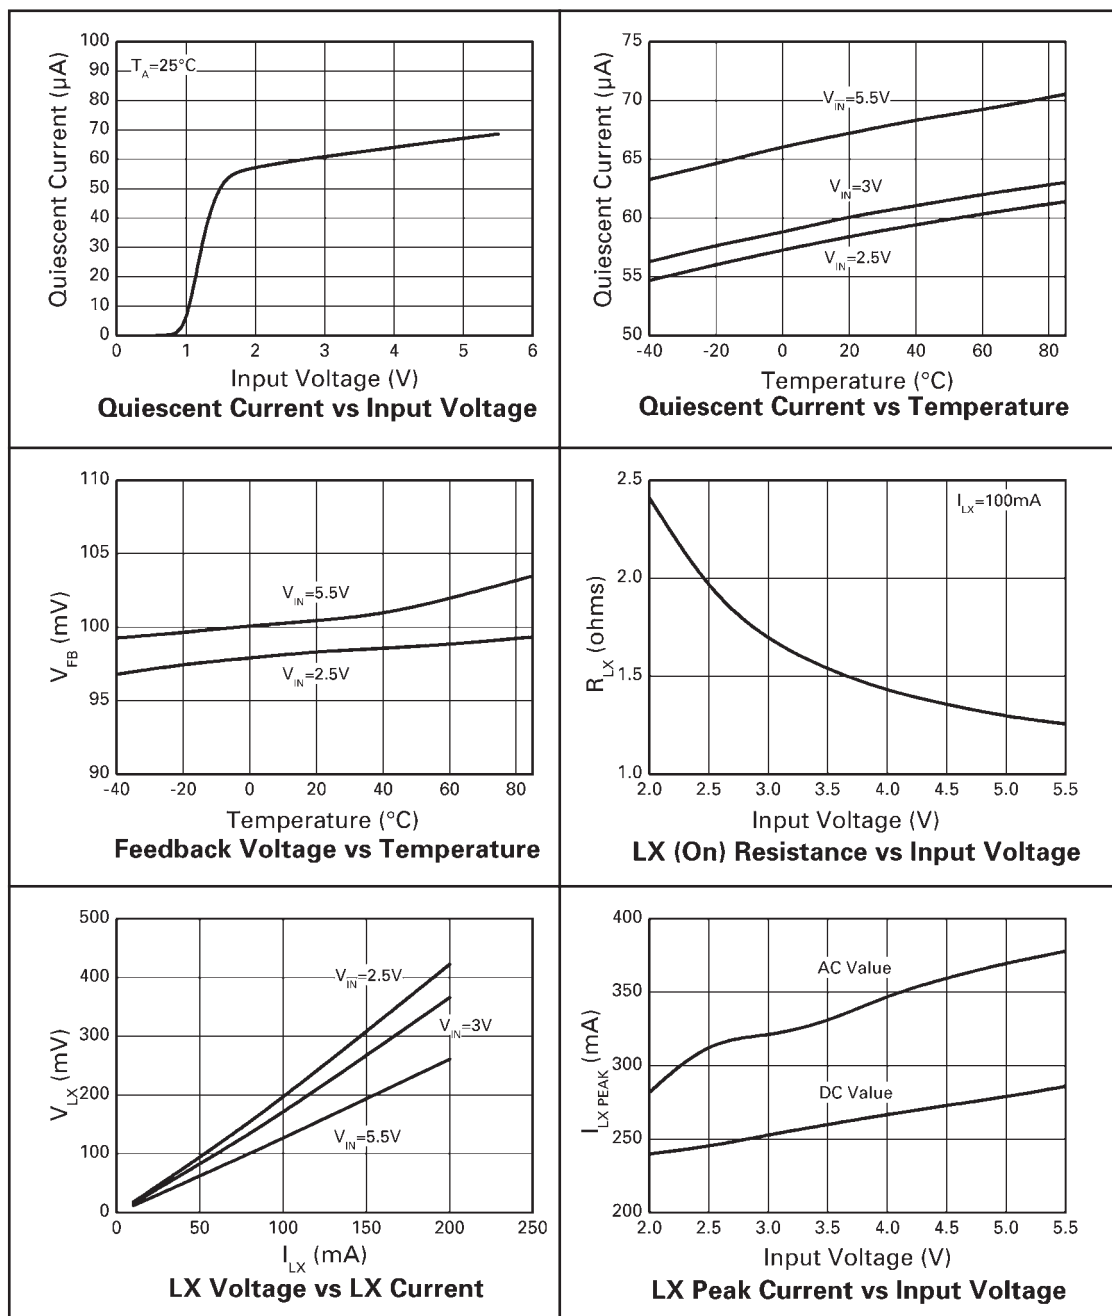 100
90
80
70
60
50
40
30
20
10
0
T_A=25°C
Quiescent Current (µA)
0 1 2 3 4 5 6
Input Voltage (V)
Quiescent Current vs Input Voltage
75
70
65
60
55
50
Quiescent Current (µA)
V_IN=5.5V
V_IN=3V
V_IN=2.5V
-40 -20 0 20 40 60 80
Temperature (°C)
Quiescent Current vs Temperature
110
105
100
95
90
V_FB (mV)
V_IN=5.5V
V_IN=2.5V
-40 -20 0 20 40 60 80
Temperature (°C)
Feedback Voltage vs Temperature
2.5
2.0
1.5
1.0
R_LX (ohms)
I_LX=100mA
2.0 2.5 3.0 3.5 4.0 4.5 5.0 5.5
Input Voltage (V)
LX (On) Resistance vs Input Voltage
500
400
300
200
100
0
V_LX (mV)
V_IN=2.5V
V_IN=3V
V_IN=5.5V
0 50 100 150 200 250
I_LX (mA)
LX Voltage vs LX Current
400
350
300
250
200
I_LX PEAK (mA)
AC Value
DC Value
2.0 2.5 3.0 3.5 4.0 4.5 5.0 5.5
Input Voltage (V)
LX Peak Current vs Input Voltage